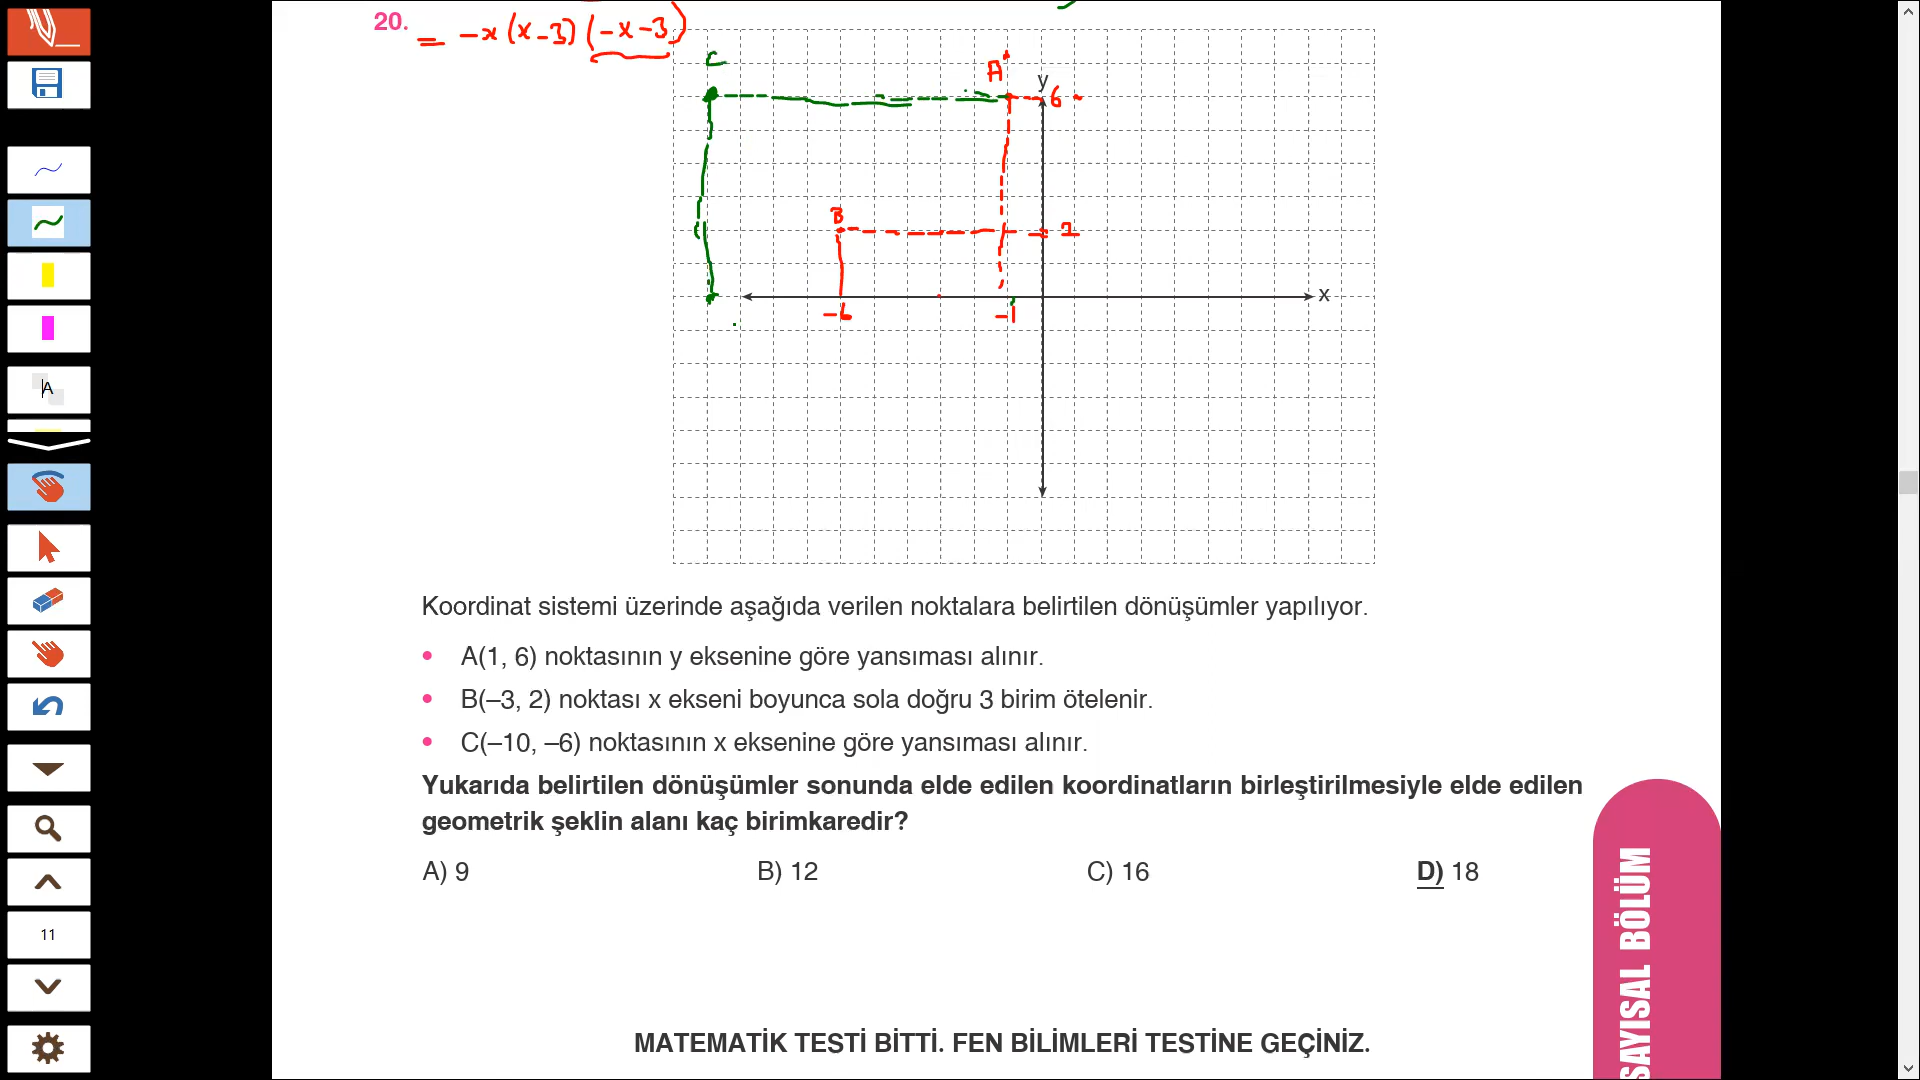 20.
= -x(x-3)(-x-3)
C
A'
y
6
B
2
x
-6
-1
Koordinat sistemi üzerinde aşağıda verilen noktalara belirtilen dönüşümler yapılıyor.
• A(1, 6) noktasının y eksenine göre yansıması alınır.
• B(–3, 2) noktası x ekseni boyunca sola doğru 3 birim ötelenir.
• C(–10, –6) noktasının x eksenine göre yansıması alınır.
Yukarıda belirtilen dönüşümler sonunda elde edilen koordinatların birleştirilmesiyle elde edilen
geometrik şeklin alanı kaç birimkaredir?
A) 9 B) 12 C) 16 D) 18
SAYISAL BÖLÜM
MATEMATİK TESTİ BİTTİ. FEN BİLİMLERİ TESTİNE GEÇİNİZ.
A
11